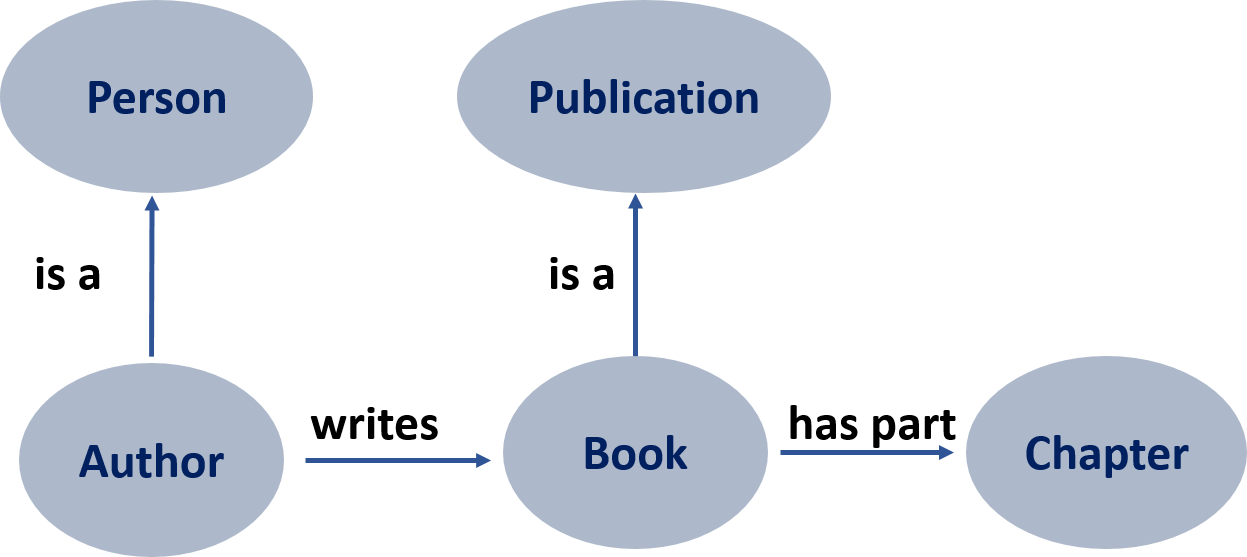 Person
Publication
is a
is a
writes
has part
Author
Book
Chapter